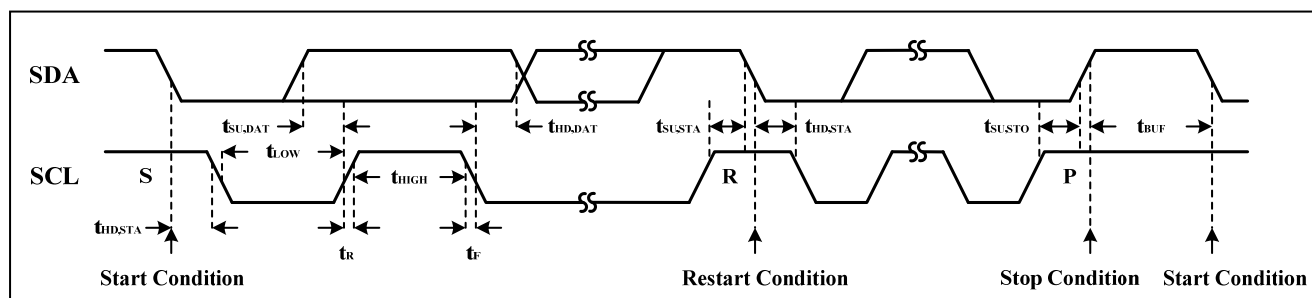 SDA
tSU,DAT
tHD,DAT
tSU,STA
tHD,STA
tSU,STO
tBUF
tLOW
SCL
S
tHIGH
R
P
tHD,STA
tR
tF
Start Condition
Restart Condition
Stop Condition
Start Condition